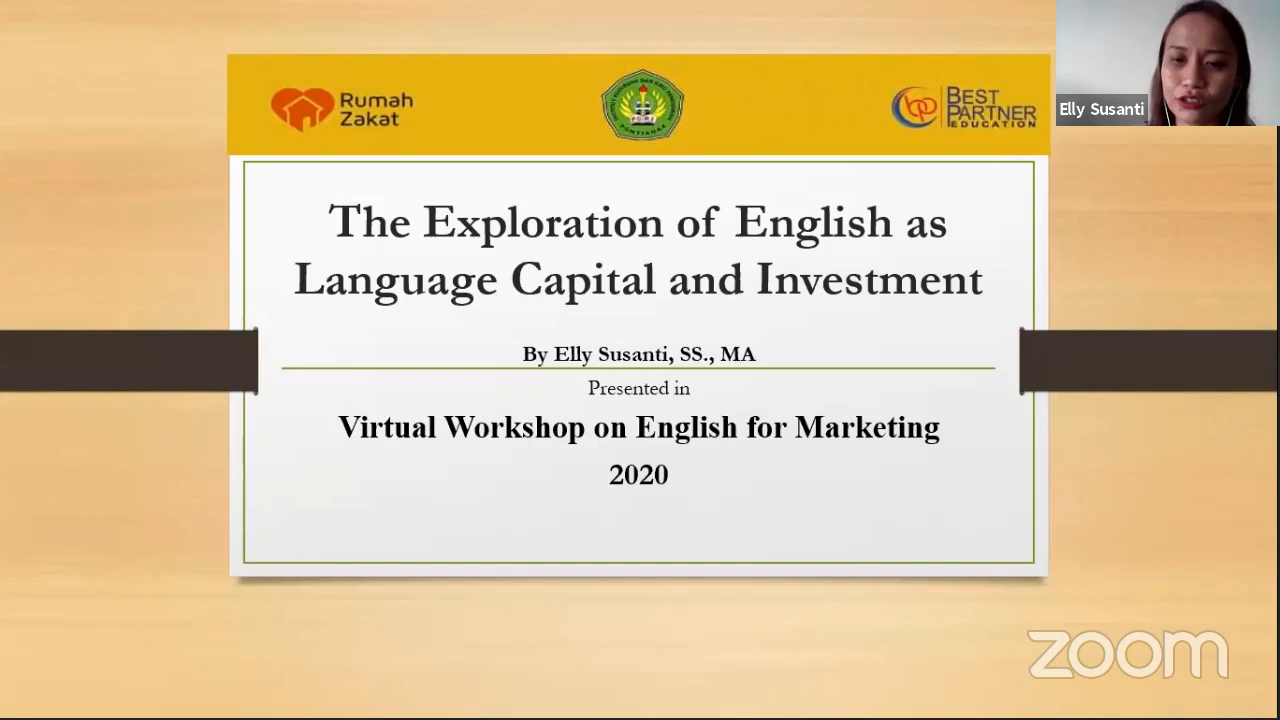 Rumah
Zakat
PONTIANAK
BEST
PARTNER
EDUCATION
Elly Susanti
The Exploration of English as
Language Capital and Investment
By Elly Susanti, SS., MA
Presented in
Virtual Workshop on English for Marketing
2020
zoom